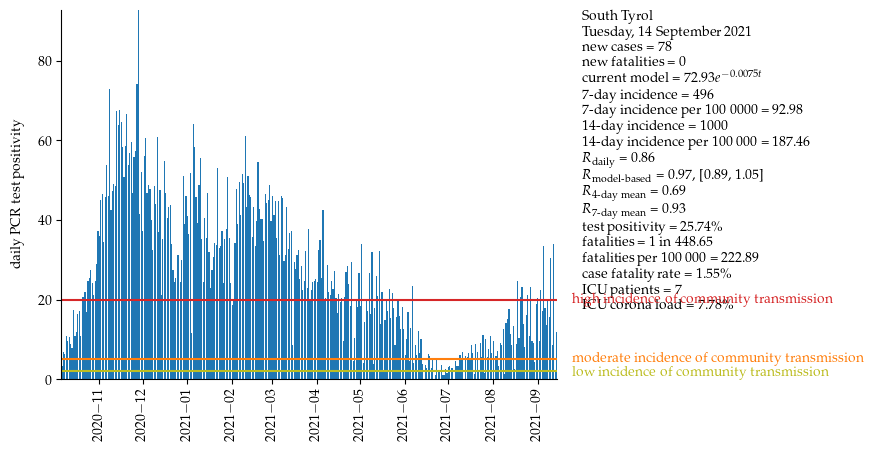 South Tyrol
Tuesday, 14 September 2021
new cases = 78
new fatalities = 0
current model = 72.93e^{-0.0075t}
7-day incidence = 496
7-day incidence per 100 0000 = 92.98
14-day incidence = 1000
14-day incidence per 100 000 = 187.46
R_daily = 0.86
R_model-based = 0.97, [0.89, 1.05]
R_4-day mean = 0.69
R_7-day mean = 0.93
test positivity = 25.74%
fatalities = 1 in 448.65
fatalities per 100 000 = 222.89
case fatality rate = 1.55%
ICU patients = 7
high incidence of community transmission
ICU corona load = 7.78%
moderate incidence of community transmission
low incidence of community transmission
daily PCR test positivity
80
60
40
20
0
2020−11
2020−12
2021−01
2021−02
2021−03
2021−04
2021−05
2021−06
2021−07
2021−08
2021−09